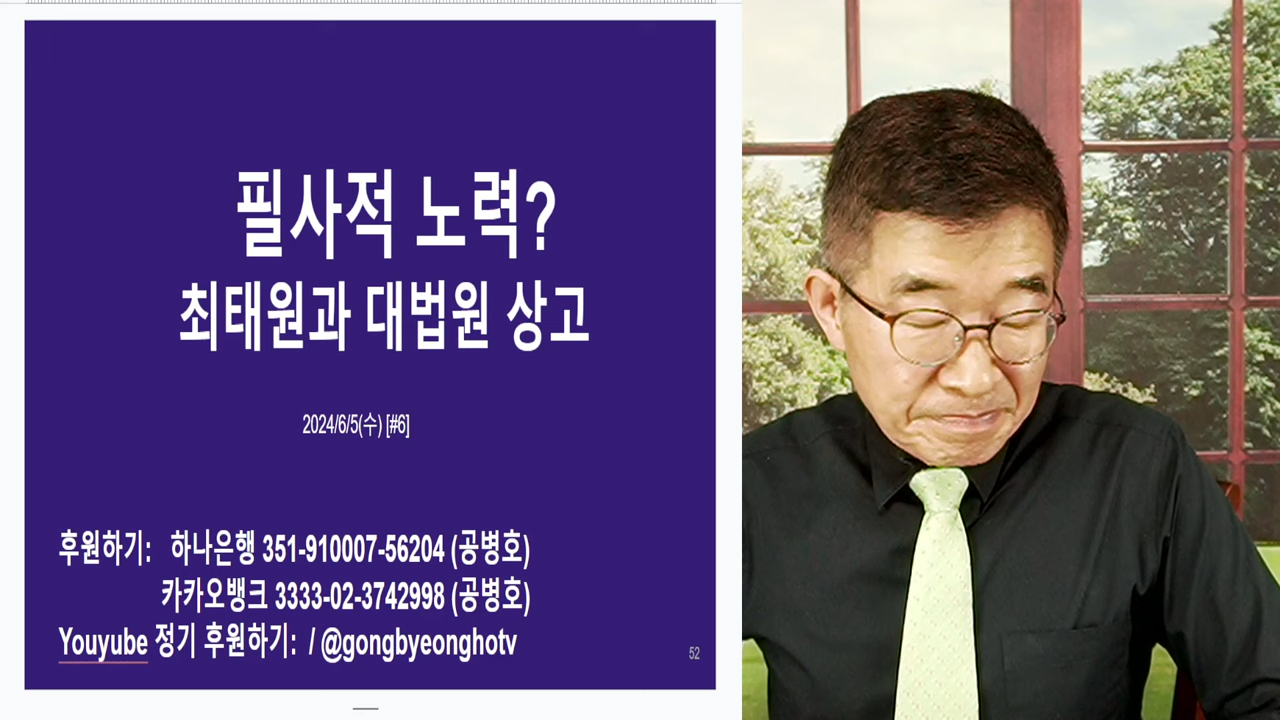 필사적 노력?
최태원과 대법원 상고
2024/6/5(수) [#6]
후원하기: 하나은행 351-910007-56204 (공병호)
카카오뱅크 3333-02-3742998 (공병호)
Youyube 정기 후원하기: / @gongbyeonghotv
52